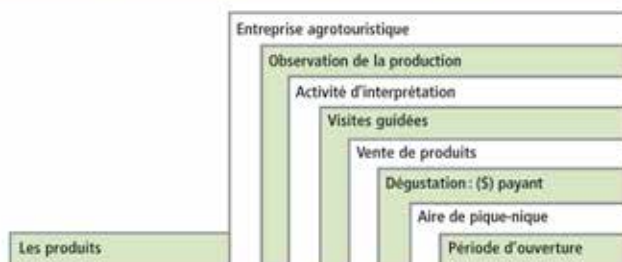 Entreprise agrotouristique
Observation de la production
Activité d'interprétation
Visites guidées
Vente de produits
Dégustation : ($) payant
Aire de pique-nique
Les produits
Période d'ouverture